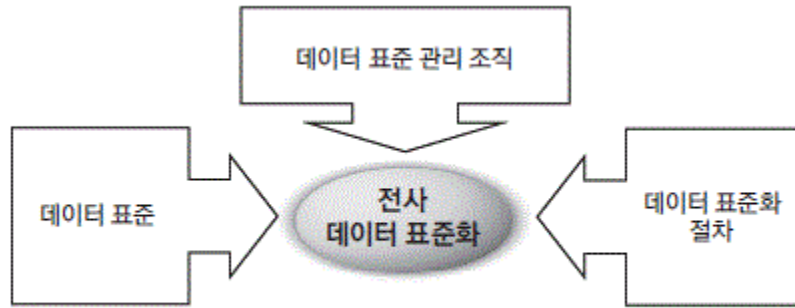 데이터 표준 관리 조직
데이터 표준
전사
데이터 표준화
데이터 표준화
절차